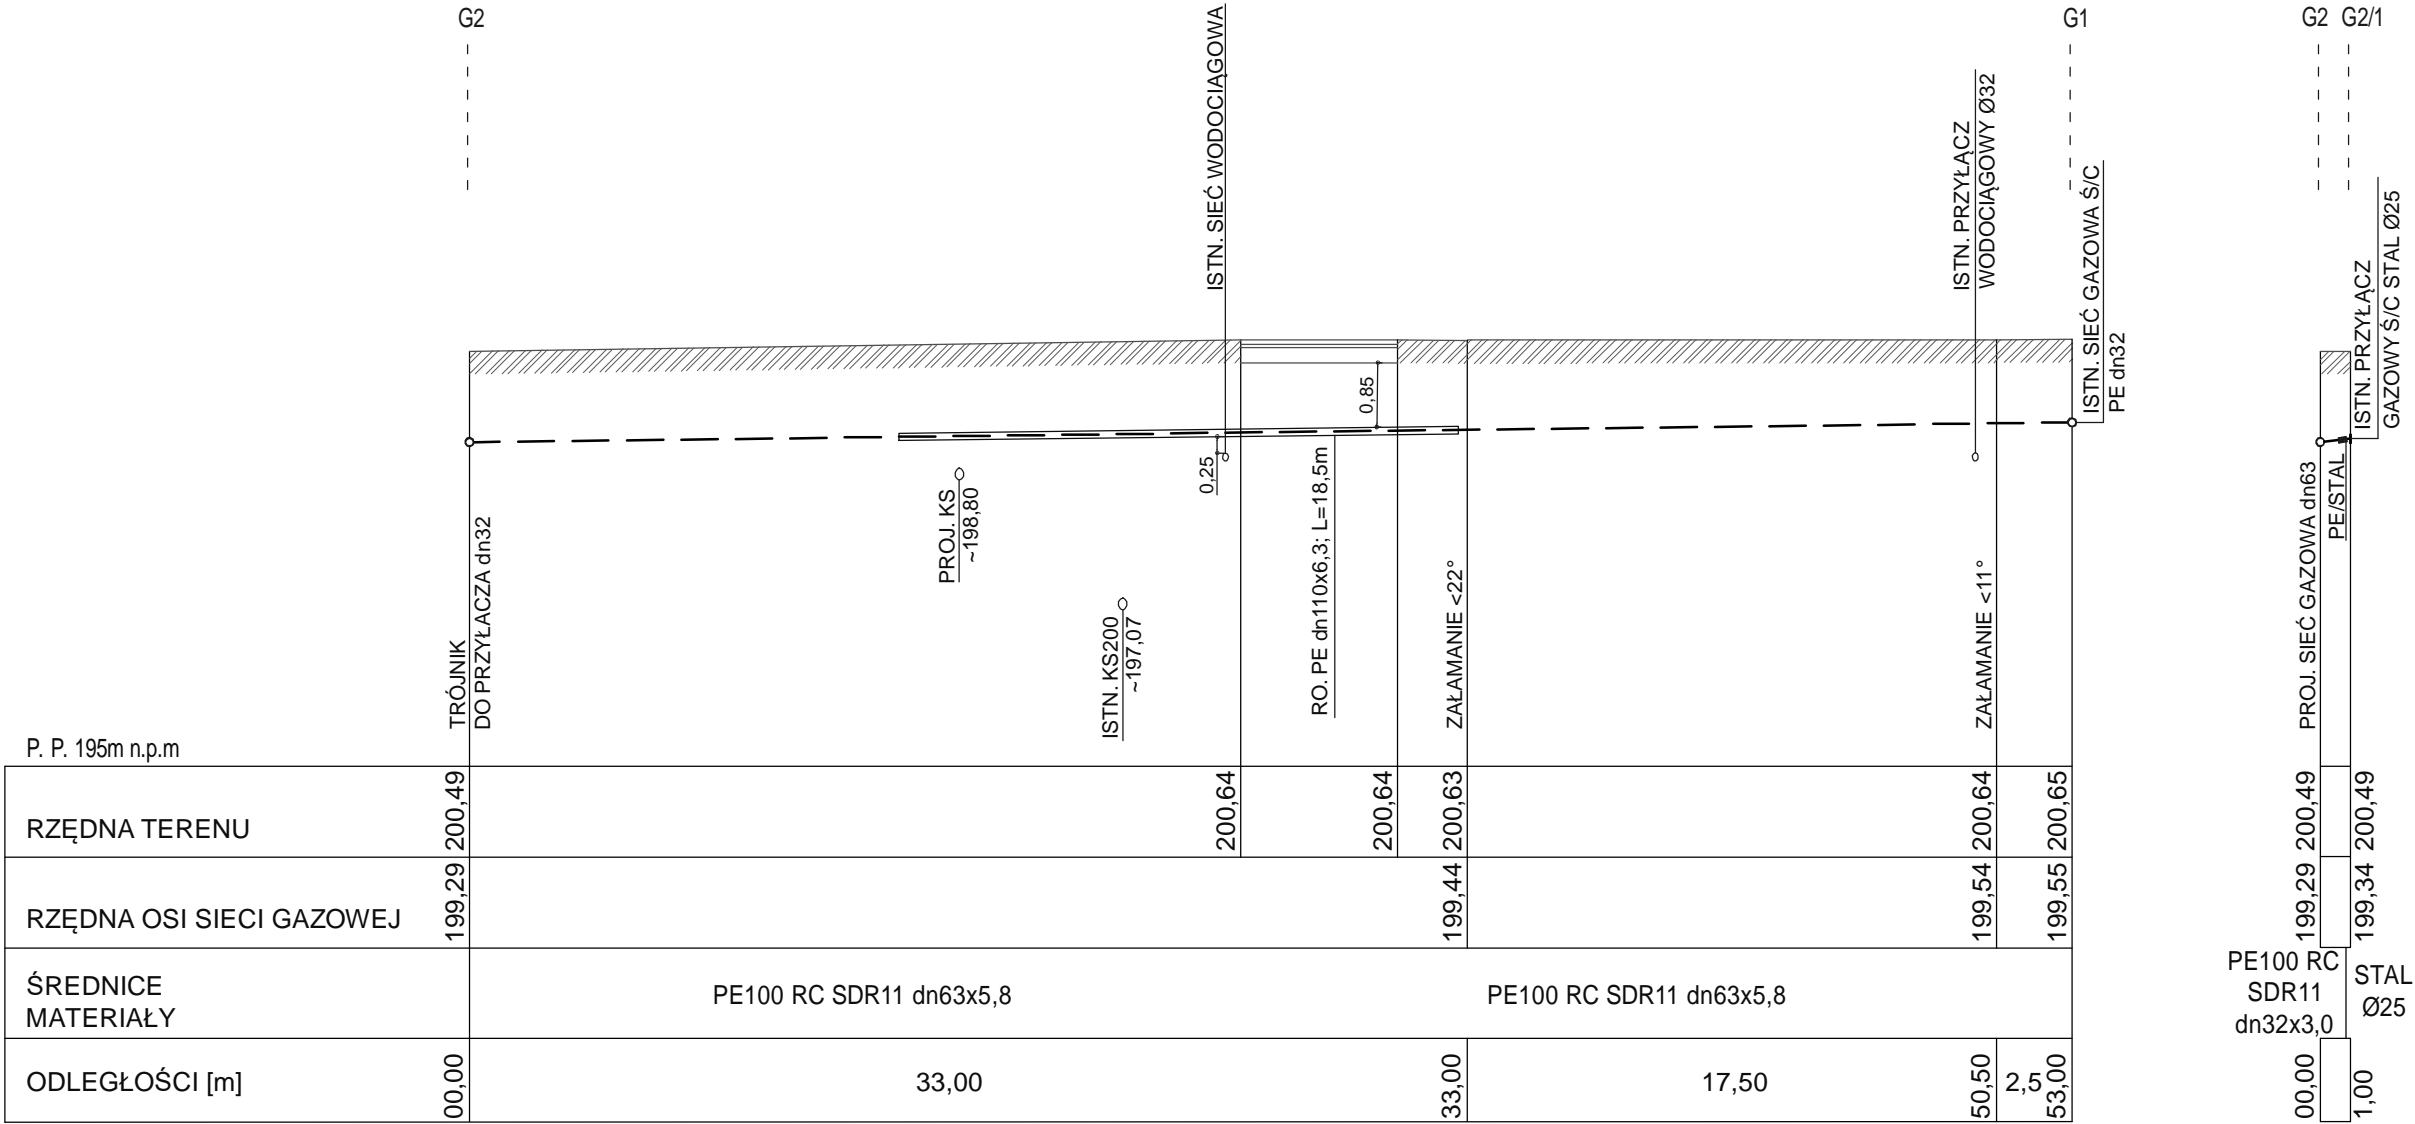 G2
G1
G2 G2/1
ISTN. SIEĆ WODOCIĄGOWA
ISTN. PRZYŁĄCZ
WODOCIĄGOWY Ø32
ISTN. SIEĆ GAZOWA Ś/C
PE dn32
ISTN. PRZYŁĄCZ
GAZOWY Ś/C STAL Ø25
0,85
0,25
PROJ. KS
~198,80
ISTN. KS200
~197,07
RO. PE dn110x6,3; L=18,5m
TRÓJNIK
DO PRZYŁACZA dn32
ZAŁAMANIE <22°
ZAŁAMANIE <11°
PROJ. SIEĆ GAZOWA dn63
PE/STAL
P. P. 195m n.p.m
RZĘDNA TERENU
200,49
200,64
200,64
200,63
200,64
200,65
200,49
200,49
RZĘDNA OSI SIECI GAZOWEJ
199,29
199,44
199,54
199,55
199,29
199,34
ŚREDNICE
MATERIAŁY
PE100 RC SDR11 dn63x5,8
PE100 RC SDR11 dn63x5,8
PE100 RC
SDR11
dn32x3,0
STAL
Ø25
ODLEGŁOŚCI [m]
00,00
33,00
33,00
17,50
50,50
2,5
53,00
00,00
1,00